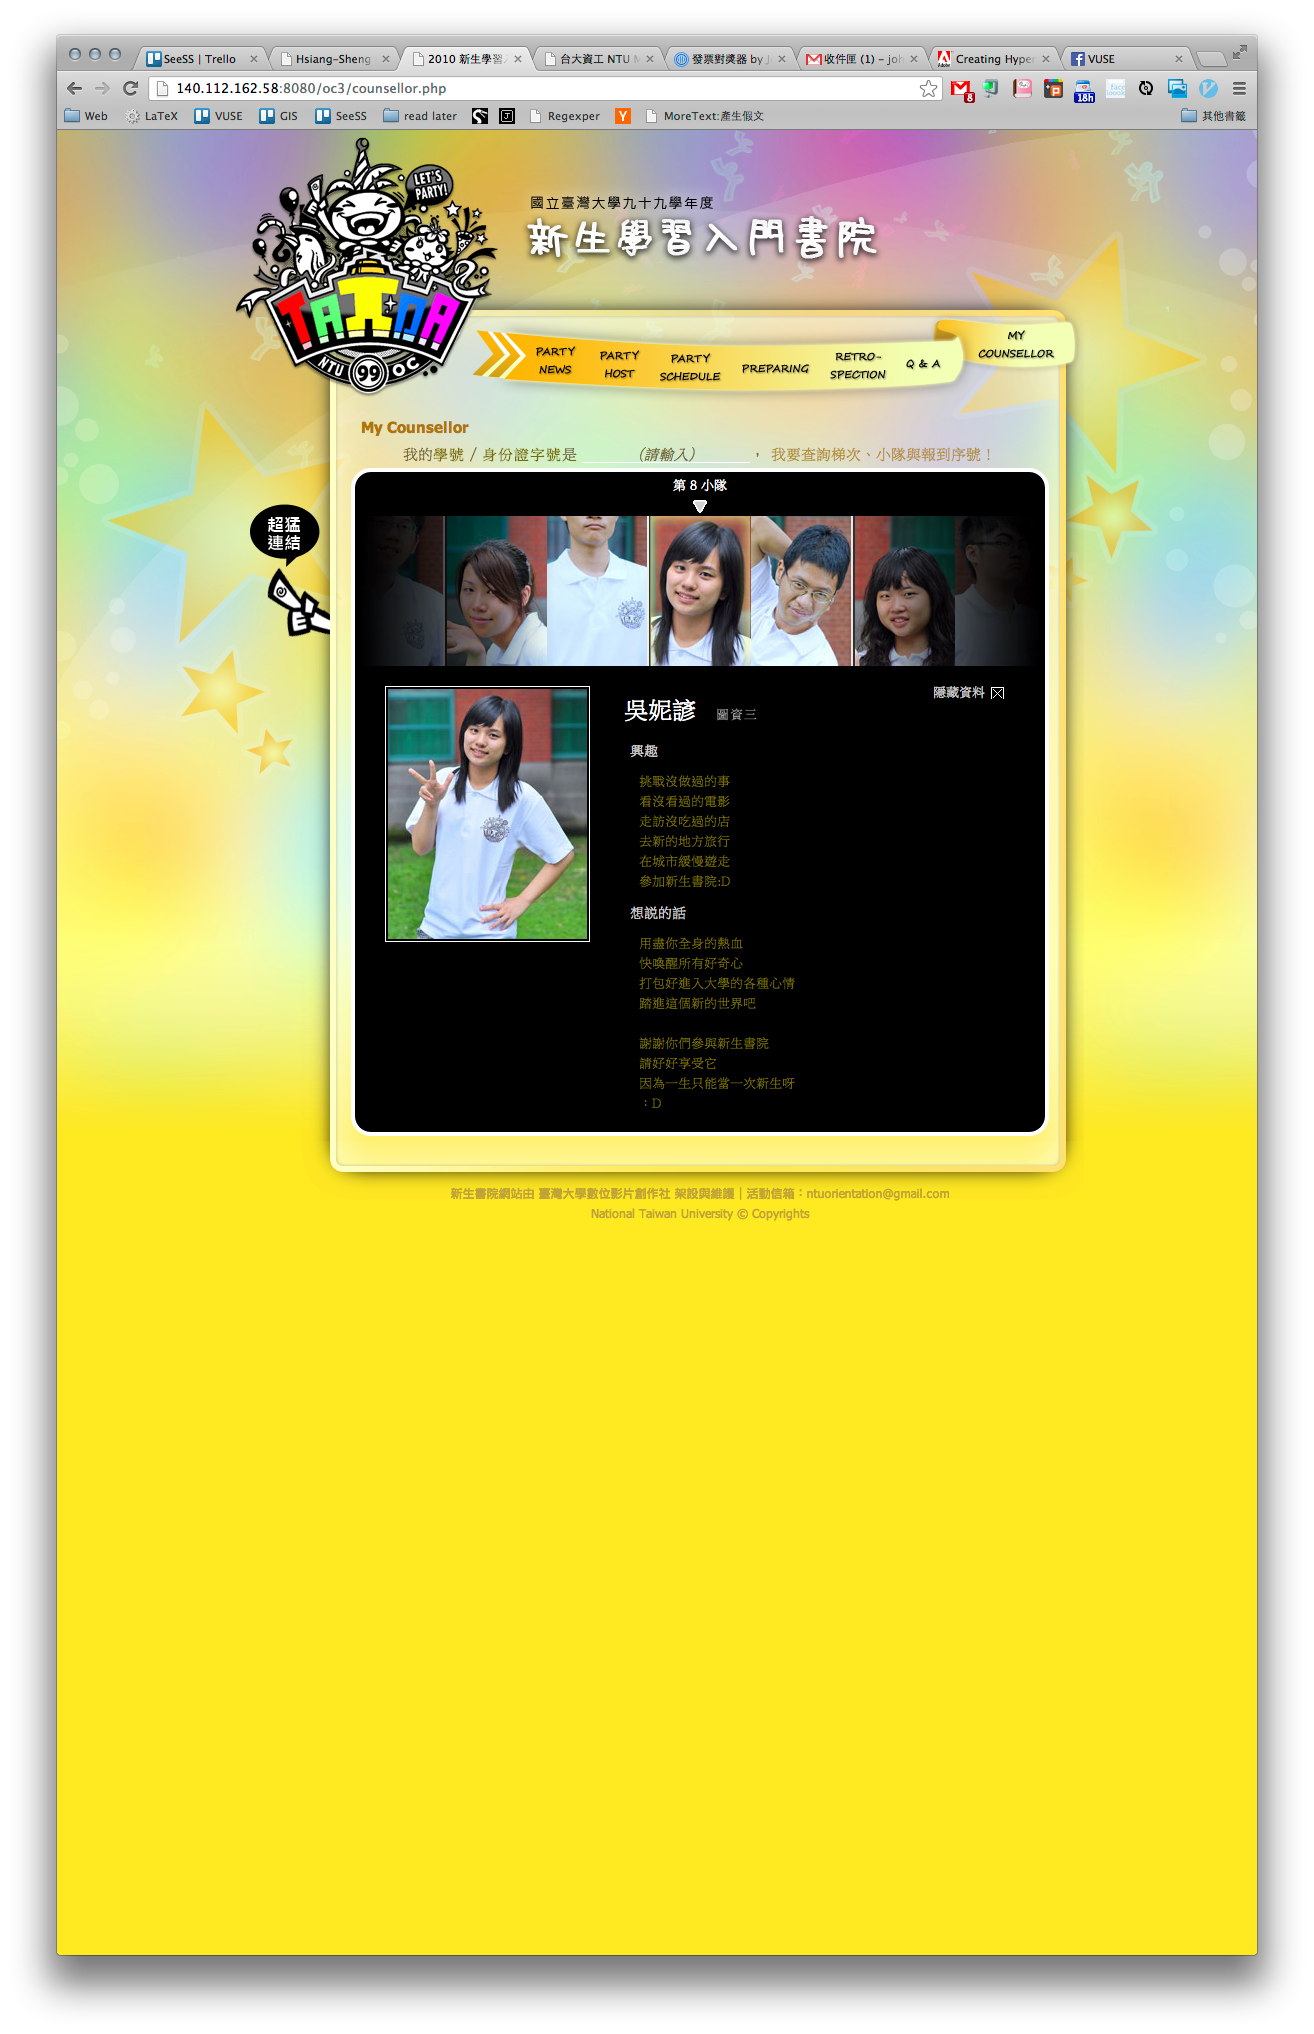 SeeSS | Trello
Hsiang-Sheng
2010 新生學習入
台大資工 NTU M
發票對獎器 by J
收件匣 (1) - joh
Creating Hyper
VUSE
140.112.162.58:8080/oc3/counsellor.php
8
18h
Web
LaTeX
VUSE
GIS
SeeSS
read later
Regexper
MoreText:產生假文
其他書籤
LET'S PARTY!
TAIDA
NTU 99 OC
國立臺灣大學九十九學年度
新生學習入門書院
PARTY NEWS
PARTY HOST
PARTY SCHEDULE
PREPARING
RETRO-SPECTION
Q & A
MY COUNSELLOR
My Counsellor
我的學號 / 身份證字號是 (請輸入) ， 我要查詢梯次、小隊與報到序號！
第 8 小隊
超猛
連結
吳妮諺 圖資三
隱藏資料
興趣
挑戰沒做過的事
看沒看過的電影
走訪沒吃過的店
去新的地方旅行
在城市緩慢遊走
參加新生書院:D
想説的話
用盡你全身的熱血
快喚醒所有好奇心
打包好進入大學的各種心情
踏進這個新的世界吧
謝謝你們參與新生書院
請好好享受它
因為一生只能當一次新生呀
：D
新生書院網站由 臺灣大學數位影片創作社 架設與維護｜活動信箱：ntuorientation@gmail.com
National Taiwan University © Copyrights